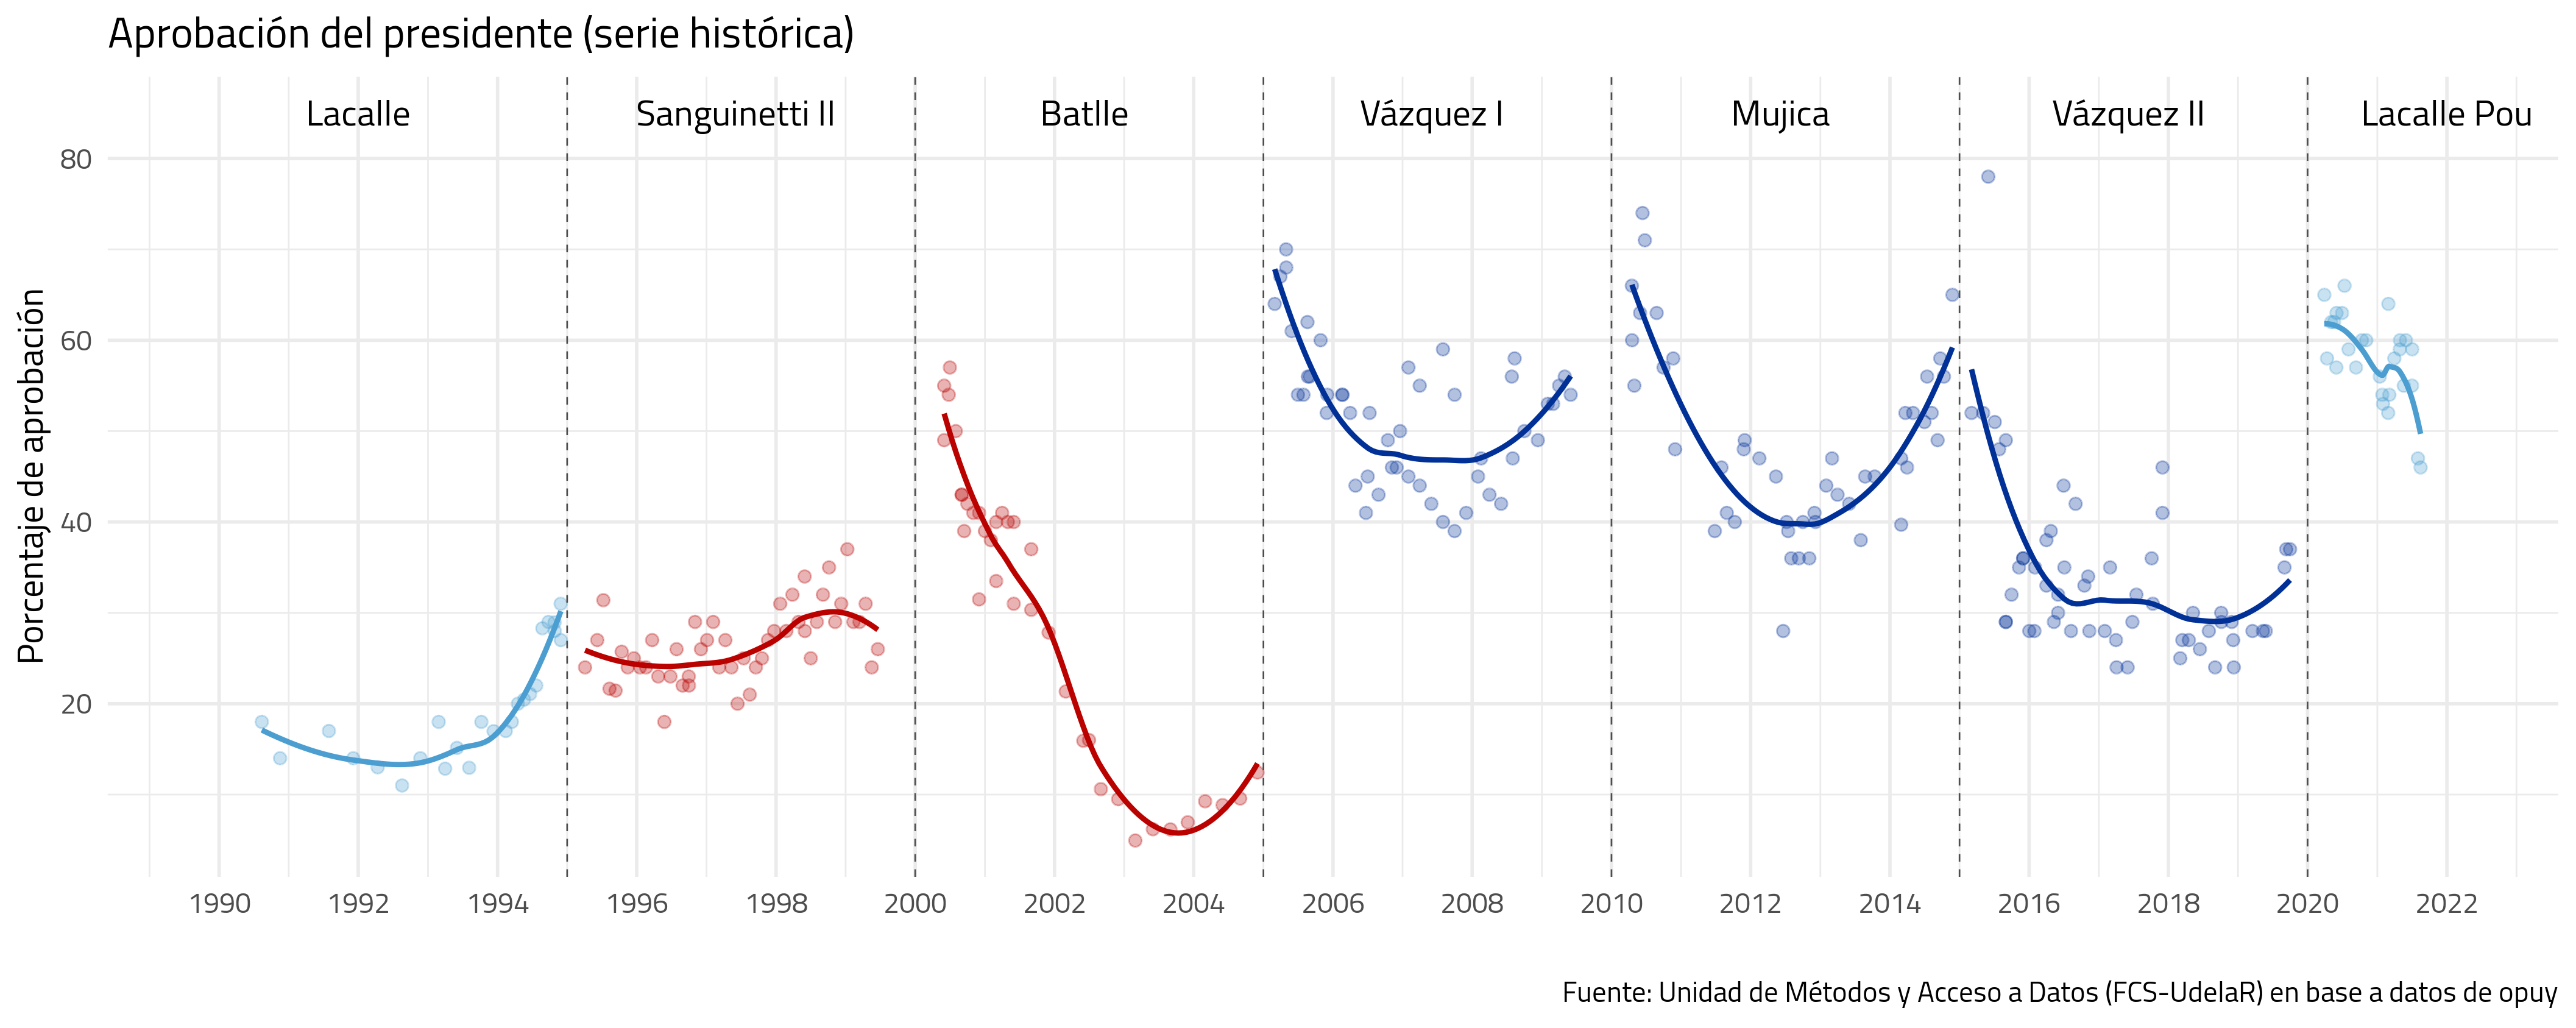 Aprobación del presidente (serie histórica)
Lacalle
Sanguinetti II
Batlle
Vázquez I
Mujica
Vázquez II
Lacalle Pou
Porcentaje de aprobación
80
60
40
20
1990 1992 1994 1996 1998 2000 2002 2004 2006 2008 2010 2012 2014 2016 2018 2020 2022
Fuente: Unidad de Métodos y Acceso a Datos (FCS-UdelaR) en base a datos de opuy